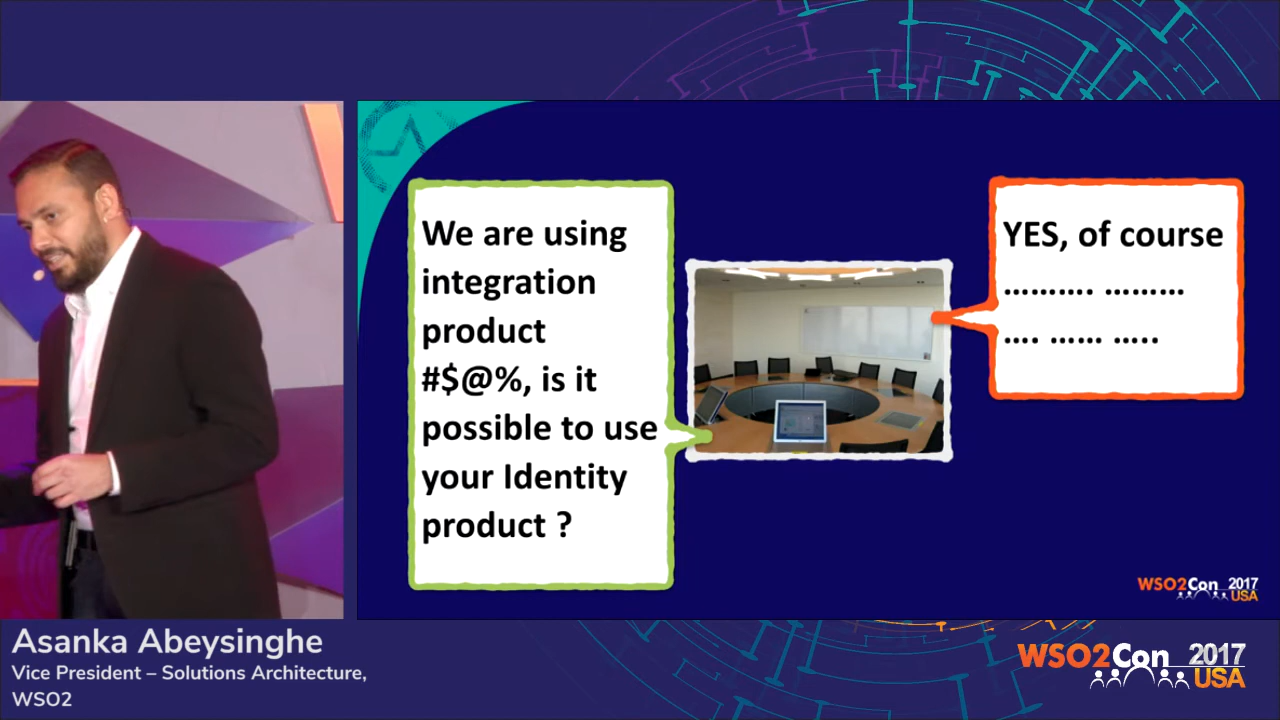 We are using
integration
product
#$@%, is it
possible to use
your Identity
product ?
YES, of course
………. ………
…. …… …..
WSO2Con 2017
USA
Asanka Abeysinghe
Vice President – Solutions Architecture,
WSO2
WSO2Con 2017
USA